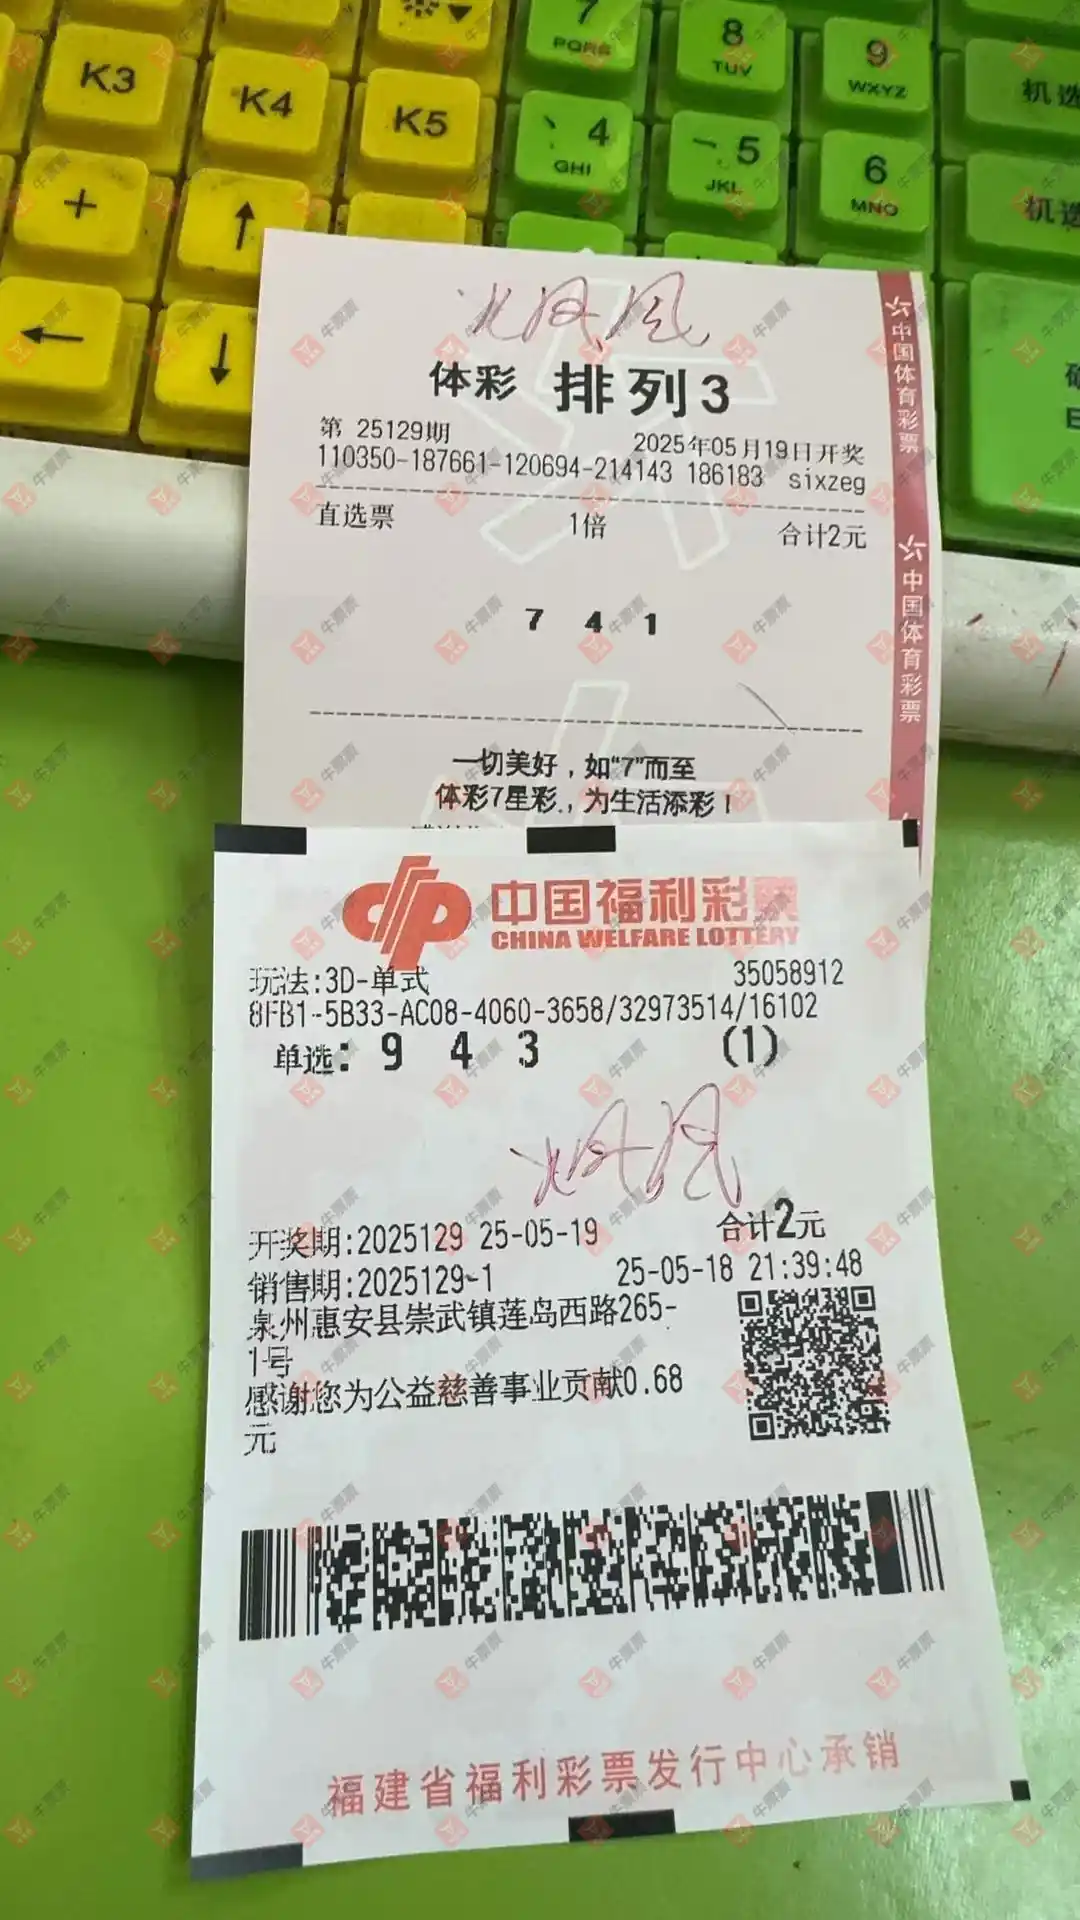 7
PQRS
8
TUV
9
WXYZ
K3
K4
K5
机选
、 4
GHI
一 5
JKL
6
MNO
+
↑
机选
←
↓
体彩 排列3
第 25129期 2025年05月19日开奖
110350-187661-120694-214143 186183 sixzeg
直选票 1倍 合计2元
7 4 1
一切美好，如“7”而至
体彩7星彩，为生活添彩！
中国体育彩票
中国体育彩票
中国福利彩票
CHINA WELFARE LOTTERY
玩法:3D-单式 35058912
8FB1-5B33-AC08-4060-3658/32973514/16102
单选: 9 4 3 (1)
开奖期:2025129 25-05-19 合计2元
销售期:2025129-1 25-05-18 21:39:48
泉州惠安县崇武镇莲岛西路265-
1号
感谢您为公益慈善事业贡献0.68
元
福建省福利彩票发行中心承销
牛票票